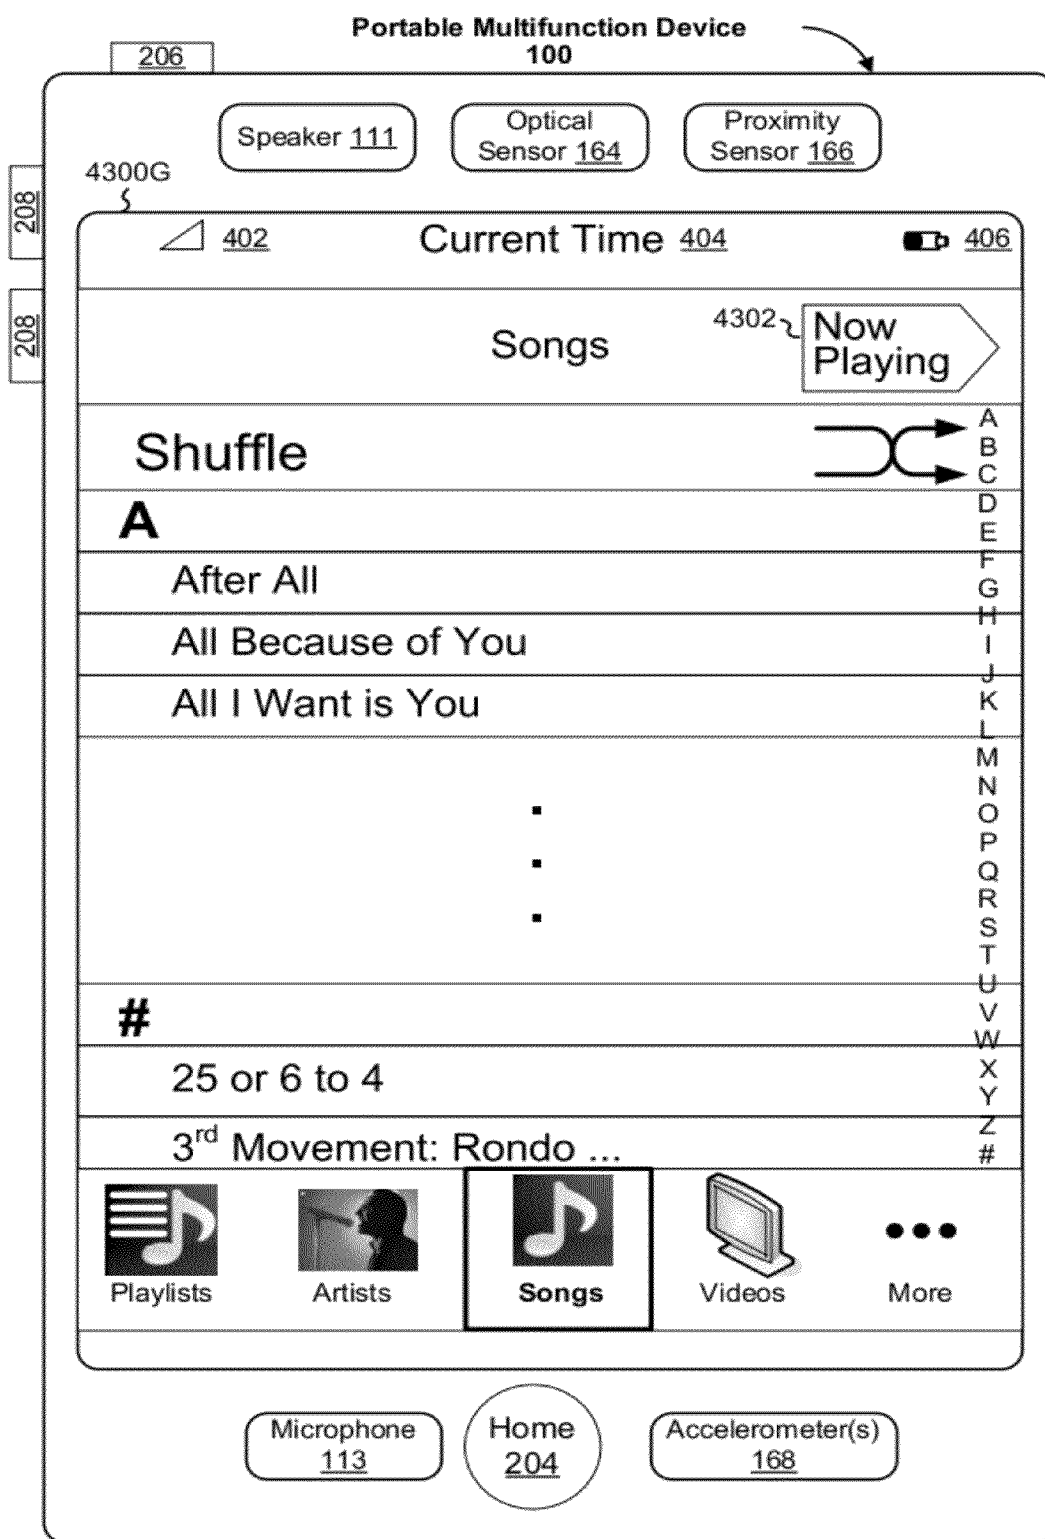 Portable Multifunction Device
100
206
Speaker 111
Optical
Sensor 164
Proximity
Sensor 166
208
208
4300G
402
Current Time 404
406
Songs
4302
Now
Playing
Shuffle
A
After All
All Because of You
All I Want is You
#
25 or 6 to 4
3rd Movement: Rondo ...
A
B
C
D
E
F
G
H
I
J
K
L
M
N
O
P
Q
R
S
T
U
V
W
X
Y
Z
#
Playlists
Artists
Songs
Videos
More
Microphone
113
Home
204
Accelerometer(s)
168